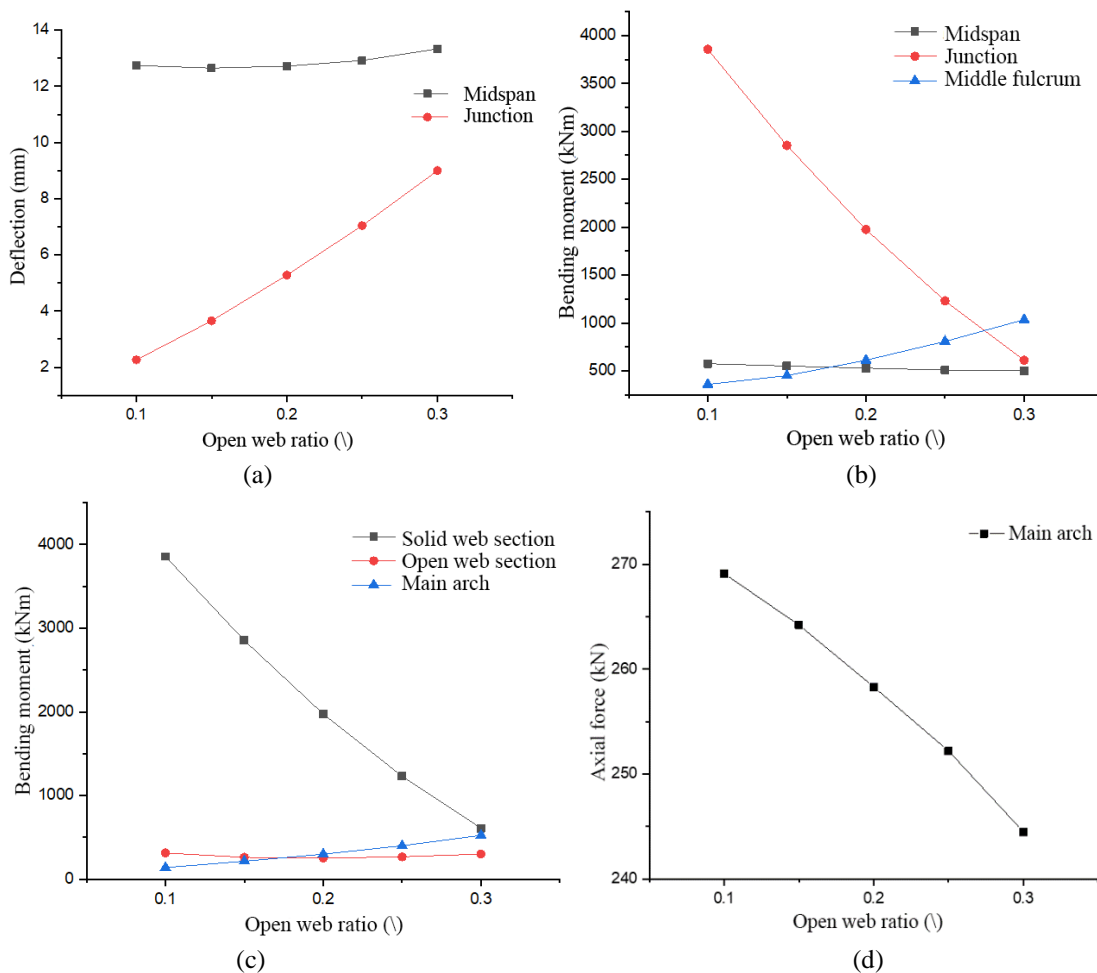 14
12
10
8
6
4
2
Deflection (mm)
Midspan
Junction
0.1 0.2 0.3
Open web ratio (\)
(a)
4000
3500
3000
2500
2000
1500
1000
500
Bending moment (kNm)
Midspan
Junction
Middle fulcrum
0.1 0.2 0.3
Open web ratio (\)
(b)
4000
3000
2000
1000
0
Bending moment (kNm)
Solid web section
Open web section
Main arch
0.1 0.2 0.3
Open web ratio (\)
(c)
270
260
250
240
Axial force (kN)
Main arch
0.1 0.2 0.3
Open web ratio (\)
(d)